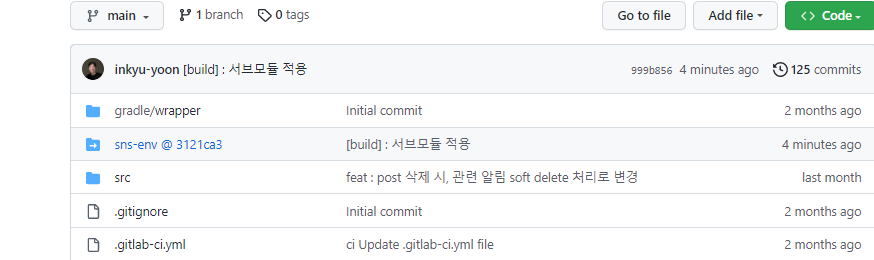 main 1 branch 0 tags Go to file Add file Code
inkyu-yoon [build] : 서브모듈 적용 999b856 4 minutes ago 125 commits
gradle/wrapper Initial commit 2 months ago
sns-env @ 3121ca3 [build] : 서브모듈 적용 4 minutes ago
src feat : post 삭제 시, 관련 알림 soft delete 처리로 변경 last month
.gitignore Initial commit 2 months ago
.gitlab-ci.yml ci Update .gitlab-ci.yml file 2 months ago